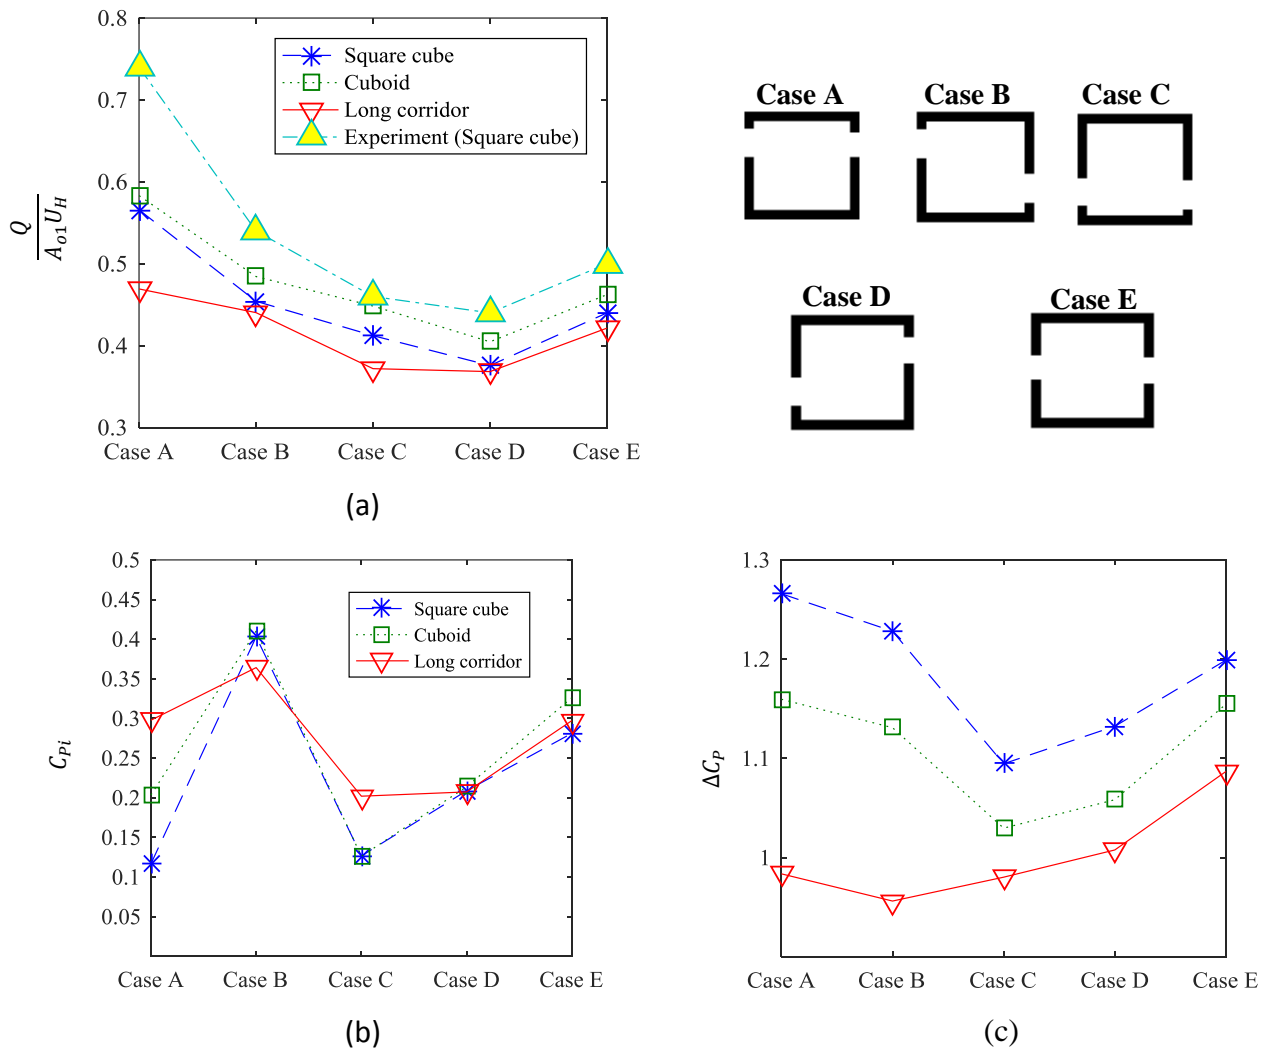 0.8
0.7
0.6
0.5
0.4
0.3
Q
A_{o1} U_H
Square cube
Cuboid
Long corridor
Experiment (Square cube)
Case A Case B Case C Case D Case E
(a)
Case A Case B Case C
Case D Case E
0.5
0.45
0.4
0.35
0.3
0.25
0.2
0.15
0.1
0.05
C_{Pi}
Square cube
Cuboid
Long corridor
Case A Case B Case C Case D Case E
(b)
1.3
1.2
1.1
1
ΔC_P
Case A Case B Case C Case D Case E
(c)